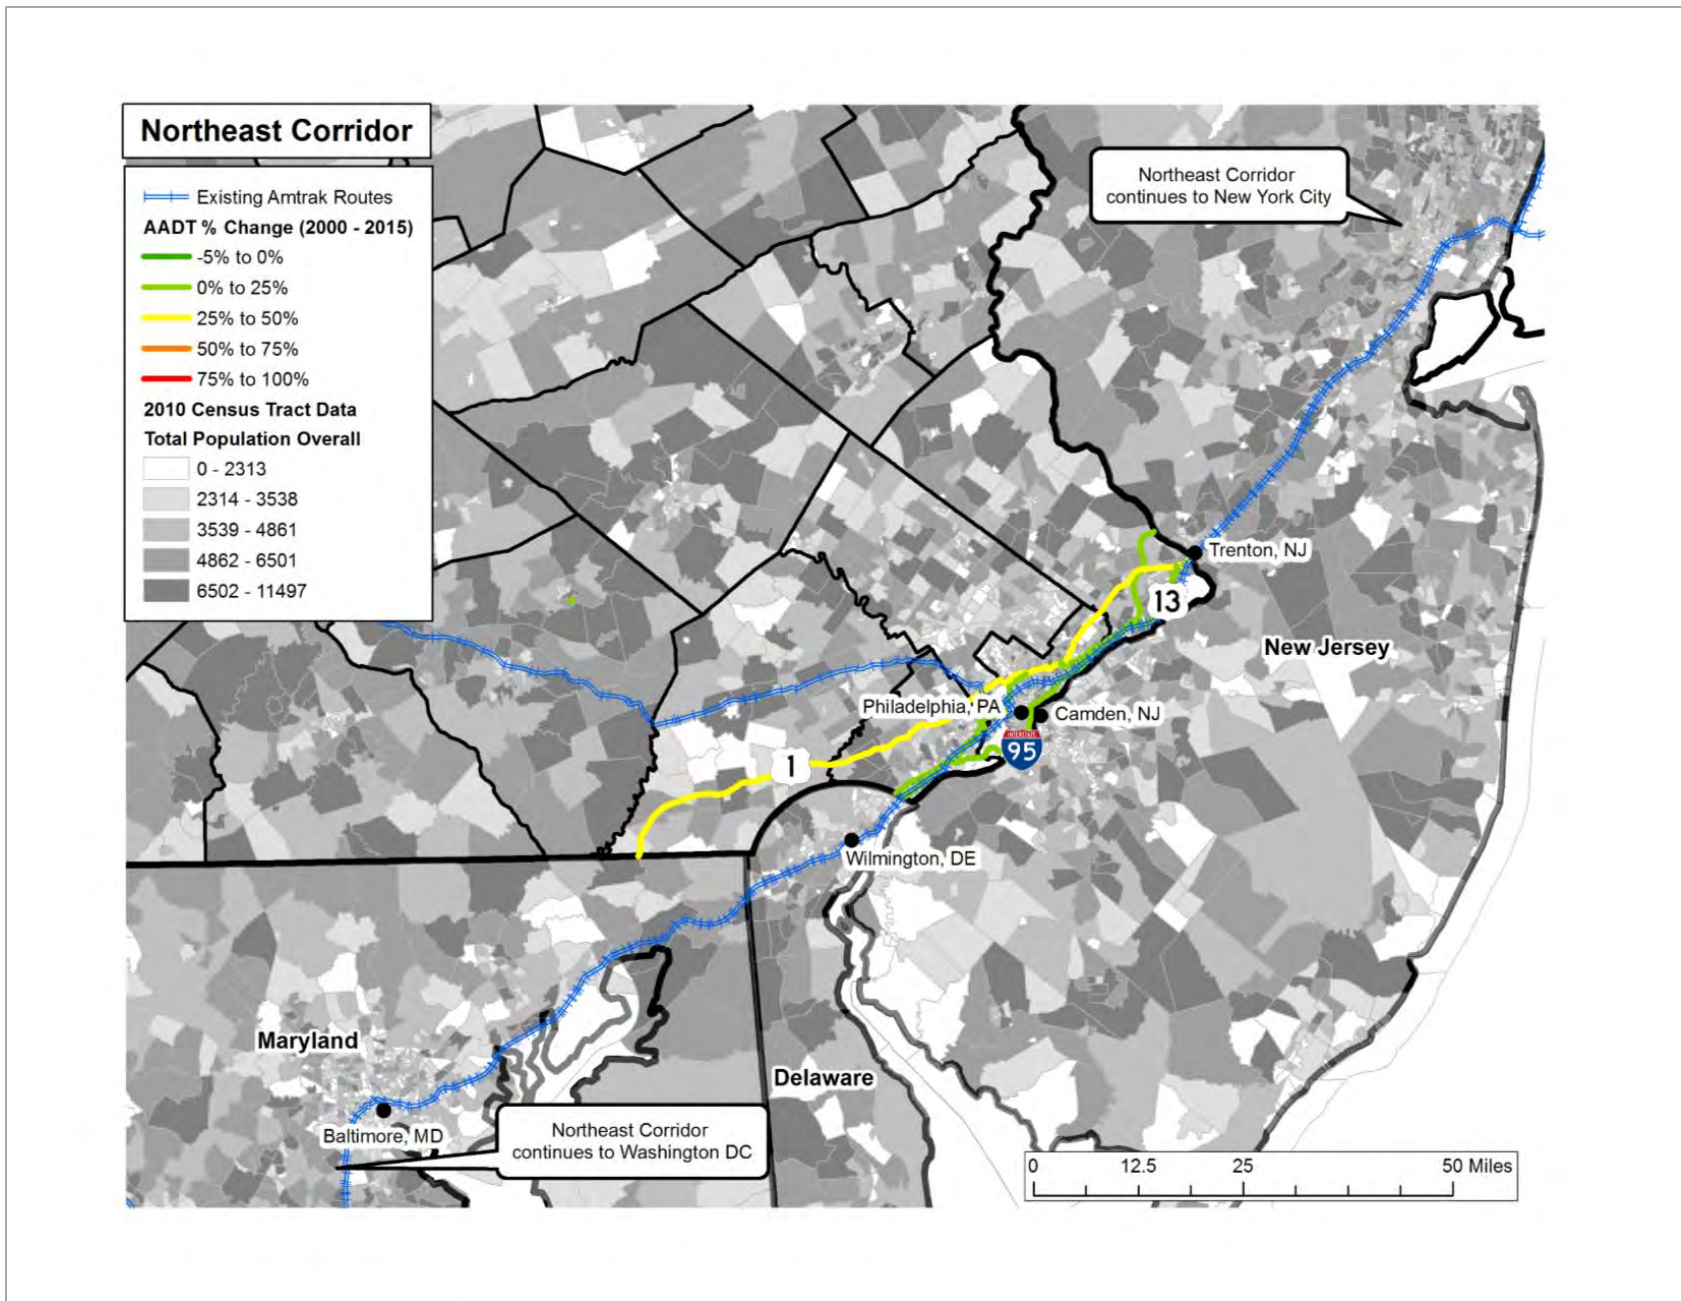 Northeast Corridor
Existing Amtrak Routes
AADT % Change (2000 - 2015)
-5% to 0%
0% to 25%
25% to 50%
50% to 75%
75% to 100%
2010 Census Tract Data
Total Population Overall
0 - 2313
2314 - 3538
3539 - 4861
4862 - 6501
6502 - 11497
Northeast Corridor
continues to New York City
Trenton, NJ
13
New Jersey
Philadelphia, PA
Camden, NJ
INTERSTATE
95
1
Wilmington, DE
Maryland
Delaware
Baltimore, MD
Northeast Corridor
continues to Washington DC
0 12.5 25 50 Miles